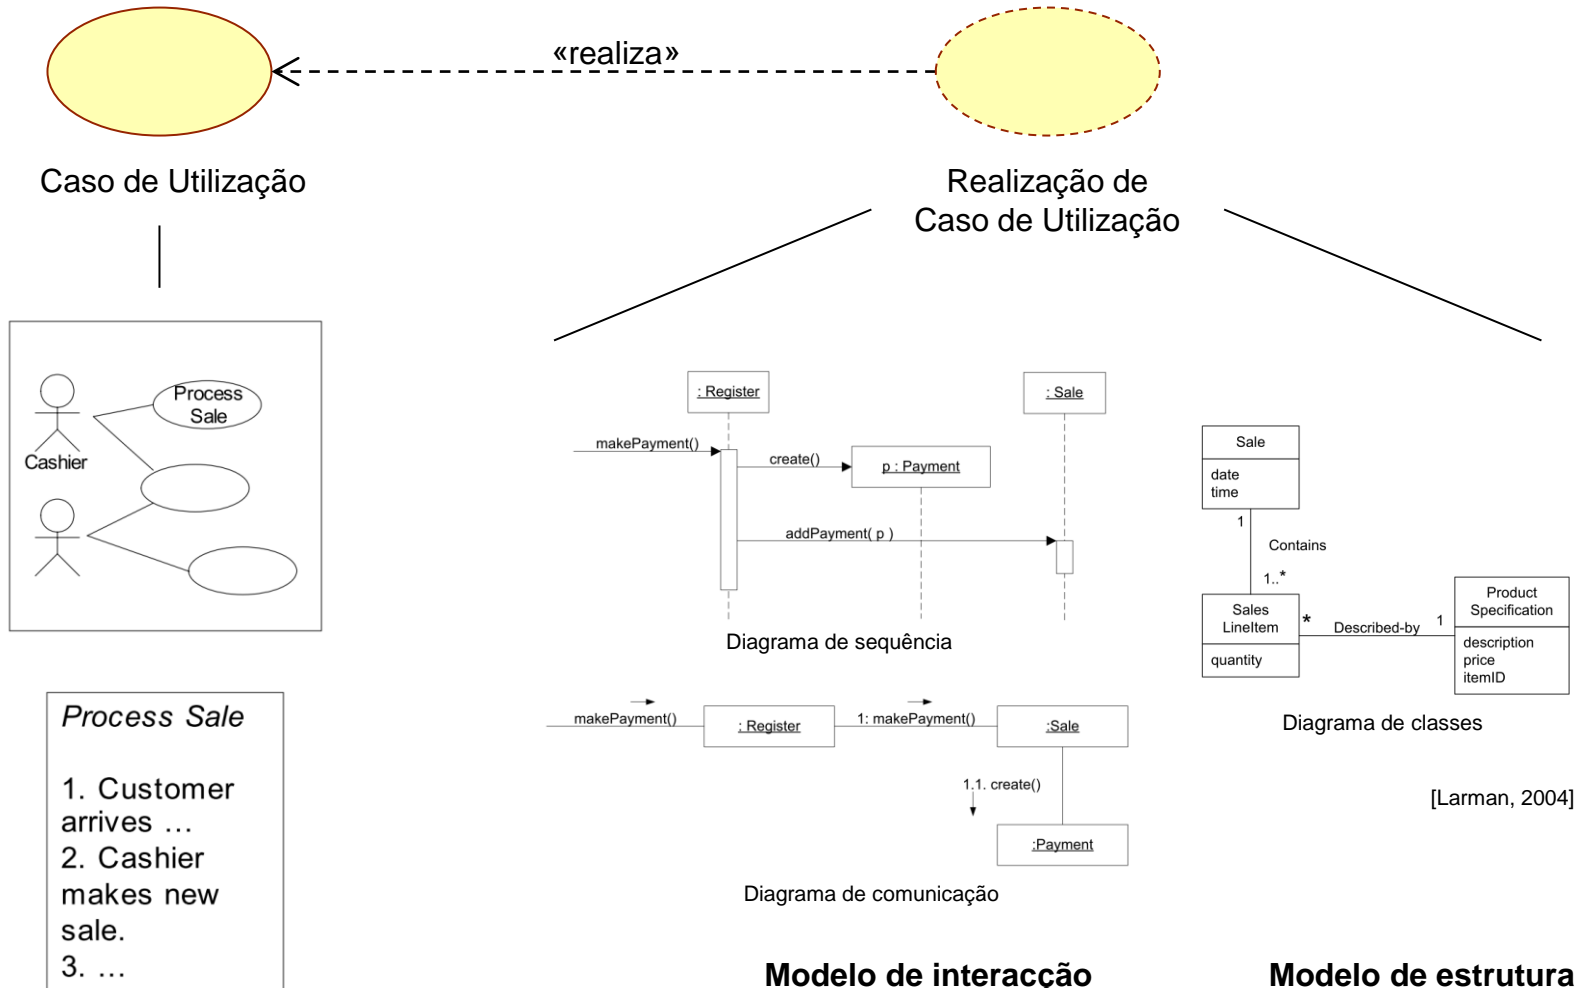 «realiza»
Caso de Utilização
Realização de
Caso de Utilização
Process
Sale
Cashier
Process Sale
1. Customer
arrives ...
2. Cashier
makes new
sale.
3. ...
: Register
: Sale
makePayment()
create()
p : Payment
addPayment( p )
Diagrama de sequência
makePayment()
: Register
1: makePayment()
:Sale
1.1. create()
:Payment
Diagrama de comunicação
Modelo de interacção
Sale
date
time
1
Contains
1..*
Sales
LineItem
quantity
*
Described-by
1
Product
Specification
description
price
itemID
Diagrama de classes
[Larman, 2004]
Modelo de estrutura